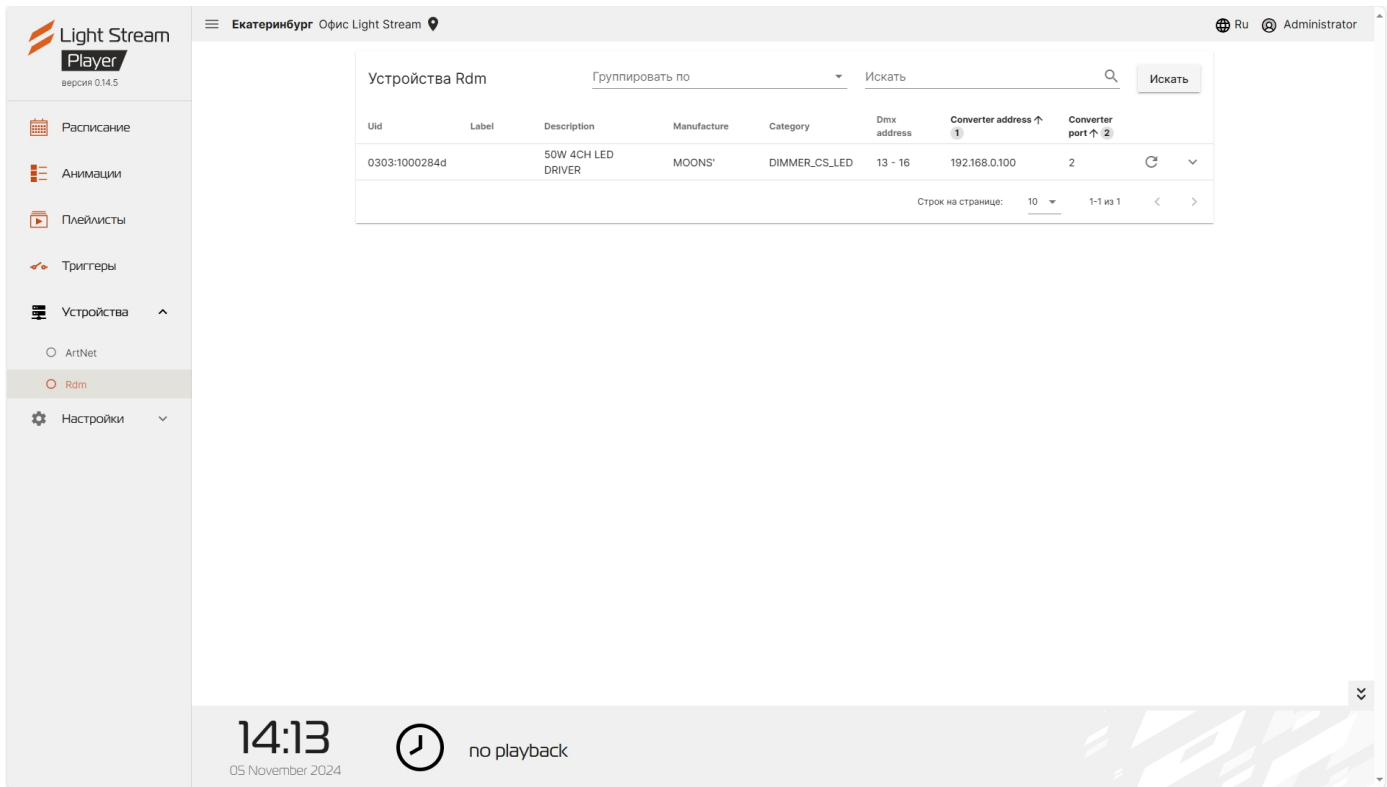 Light Stream
Player
версия 0.14.5
Екатеринбург Офис Light Stream
Ru Administrator
Расписание
Анимации
Плейлисты
Триггеры
Устройства
ArtNet
Rdm
Настройки
Устройства Rdm Группировать по Искать Искать
Uid Label Description Manufacture Category Dmx address Converter address 1 Converter port 2
0303:1000284d 50W 4CH LED DRIVER MOONS' DIMMER_CS_LED 13 - 16 192.168.0.100 2
Строк на странице: 10 1-1 из 1
14:13
05 November 2024
no playback